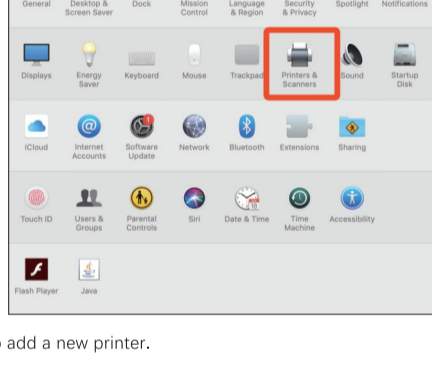 General Desktop & Screen Saver Dock Mission Control Language & Region Security & Privacy Spotlight Notifications
Displays Energy Saver Keyboard Mouse Trackpad Printers & Scanners Sound Startup Disk
iCloud Internet Accounts Software Update Network Bluetooth Extensions Sharing
Touch ID Users & Groups Parental Controls Siri Date & Time Time Machine Accessibility
Flash Player Java
add a new printer.